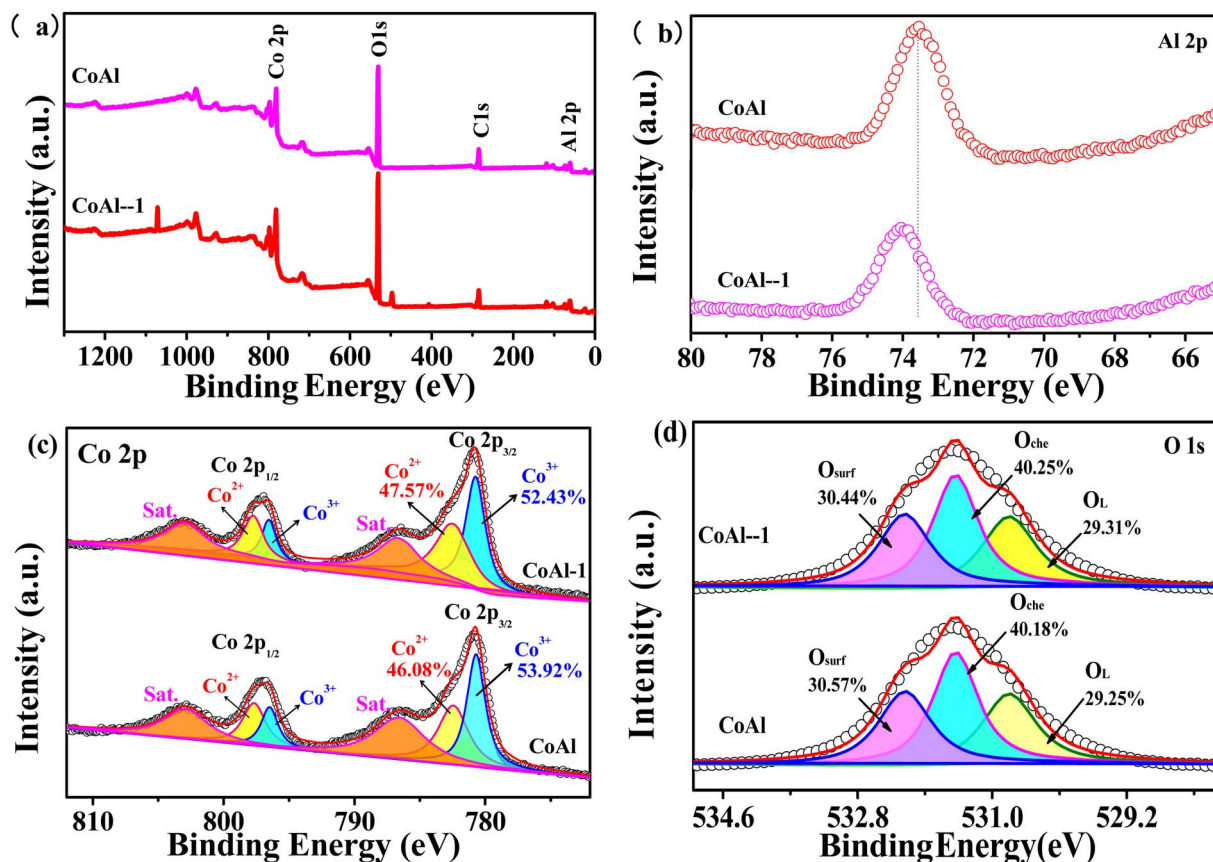 ( a)
Co 2p
O1s
C1s
Al 2p
CoAl
CoAl--1
Intensity (a.u.)
1200 1000 800 600 400 200 0
Binding Energy (eV)
( b)
Al 2p
CoAl
CoAl--1
Intensity (a.u.)
80 78 76 74 72 70 68 66
Binding Energy (eV)
(c)
Co 2p
Co 2p3/2
Co 2p1/2
Co2+
47.57%
Co3+
52.43%
Co2+
Co3+
Sat.
Sat.
CoAl-1
Co 2p3/2
Co 2p1/2
Co2+
46.08%
Co3+
53.92%
Co2+
Co3+
Sat.
Sat.
CoAl
Intensity (a.u.)
810 800 790 780
Binding Energy (eV)
(d)
O 1s
Oche
40.25%
Osurf
30.44%
OL
29.31%
CoAl--1
Oche
40.18%
Osurf
30.57%
OL
29.25%
CoAl
Intensity (a.u.)
534.6 532.8 531.0 529.2
Binding Energy(eV)